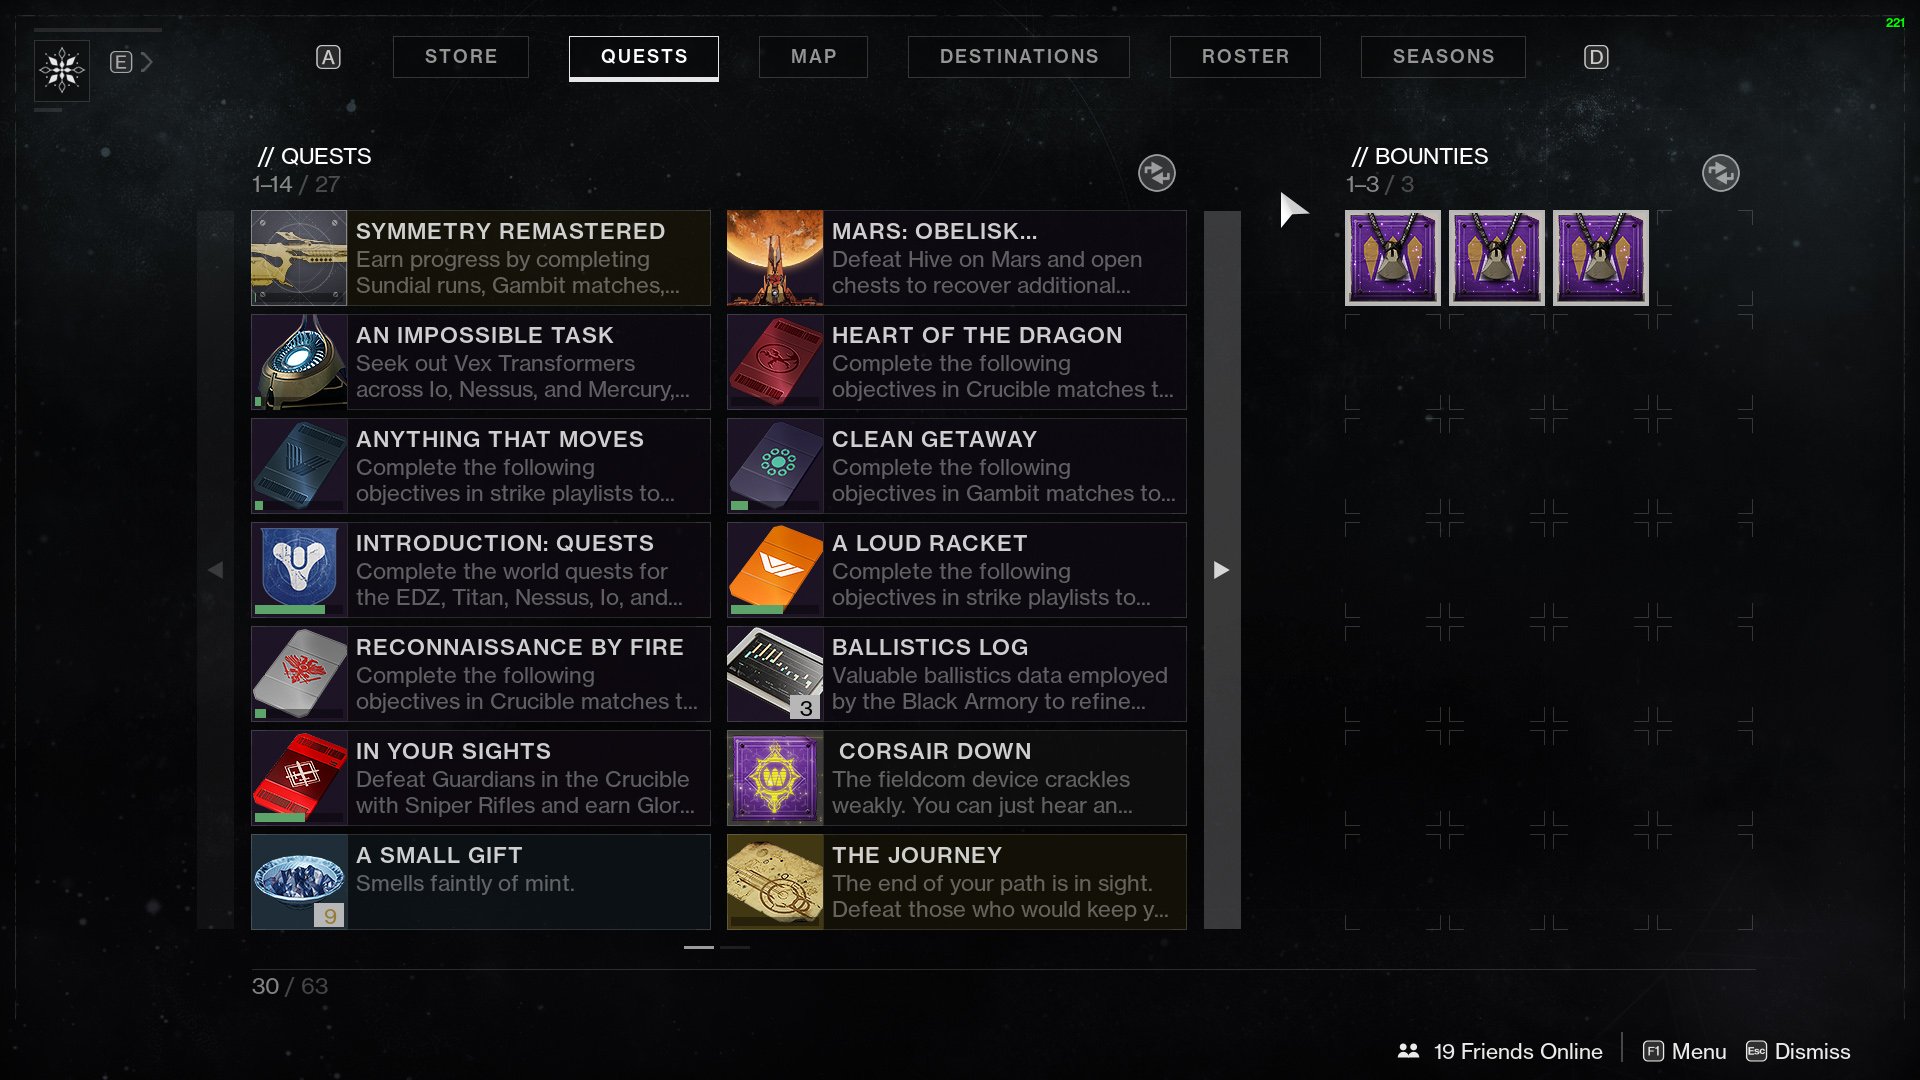 221
E
A
STORE
QUESTS
MAP
DESTINATIONS
ROSTER
SEASONS
D
// QUESTS
1–14 / 27
SYMMETRY REMASTERED
Earn progress by completing
Sundial runs, Gambit matches,...
MARS: OBELISK...
Defeat Hive on Mars and open
chests to recover additional...
AN IMPOSSIBLE TASK
Seek out Vex Transformers
across Io, Nessus, and Mercury,...
HEART OF THE DRAGON
Complete the following
objectives in Crucible matches t...
ANYTHING THAT MOVES
Complete the following
objectives in strike playlists to...
CLEAN GETAWAY
Complete the following
objectives in Gambit matches to...
INTRODUCTION: QUESTS
Complete the world quests for
the EDZ, Titan, Nessus, Io, and...
A LOUD RACKET
Complete the following
objectives in strike playlists to...
RECONNAISSANCE BY FIRE
Complete the following
objectives in Crucible matches t...
BALLISTICS LOG
Valuable ballistics data employed
by the Black Armory to refine...
3
IN YOUR SIGHTS
Defeat Guardians in the Crucible
with Sniper Rifles and earn Glor...
CORSAIR DOWN
The fieldcom device crackles
weakly. You can just hear an...
A SMALL GIFT
Smells faintly of mint.
9
THE JOURNEY
The end of your path is in sight.
Defeat those who would keep y...
30 / 63
// BOUNTIES
1–3 / 3
19 Friends Online
F1 Menu
Esc Dismiss